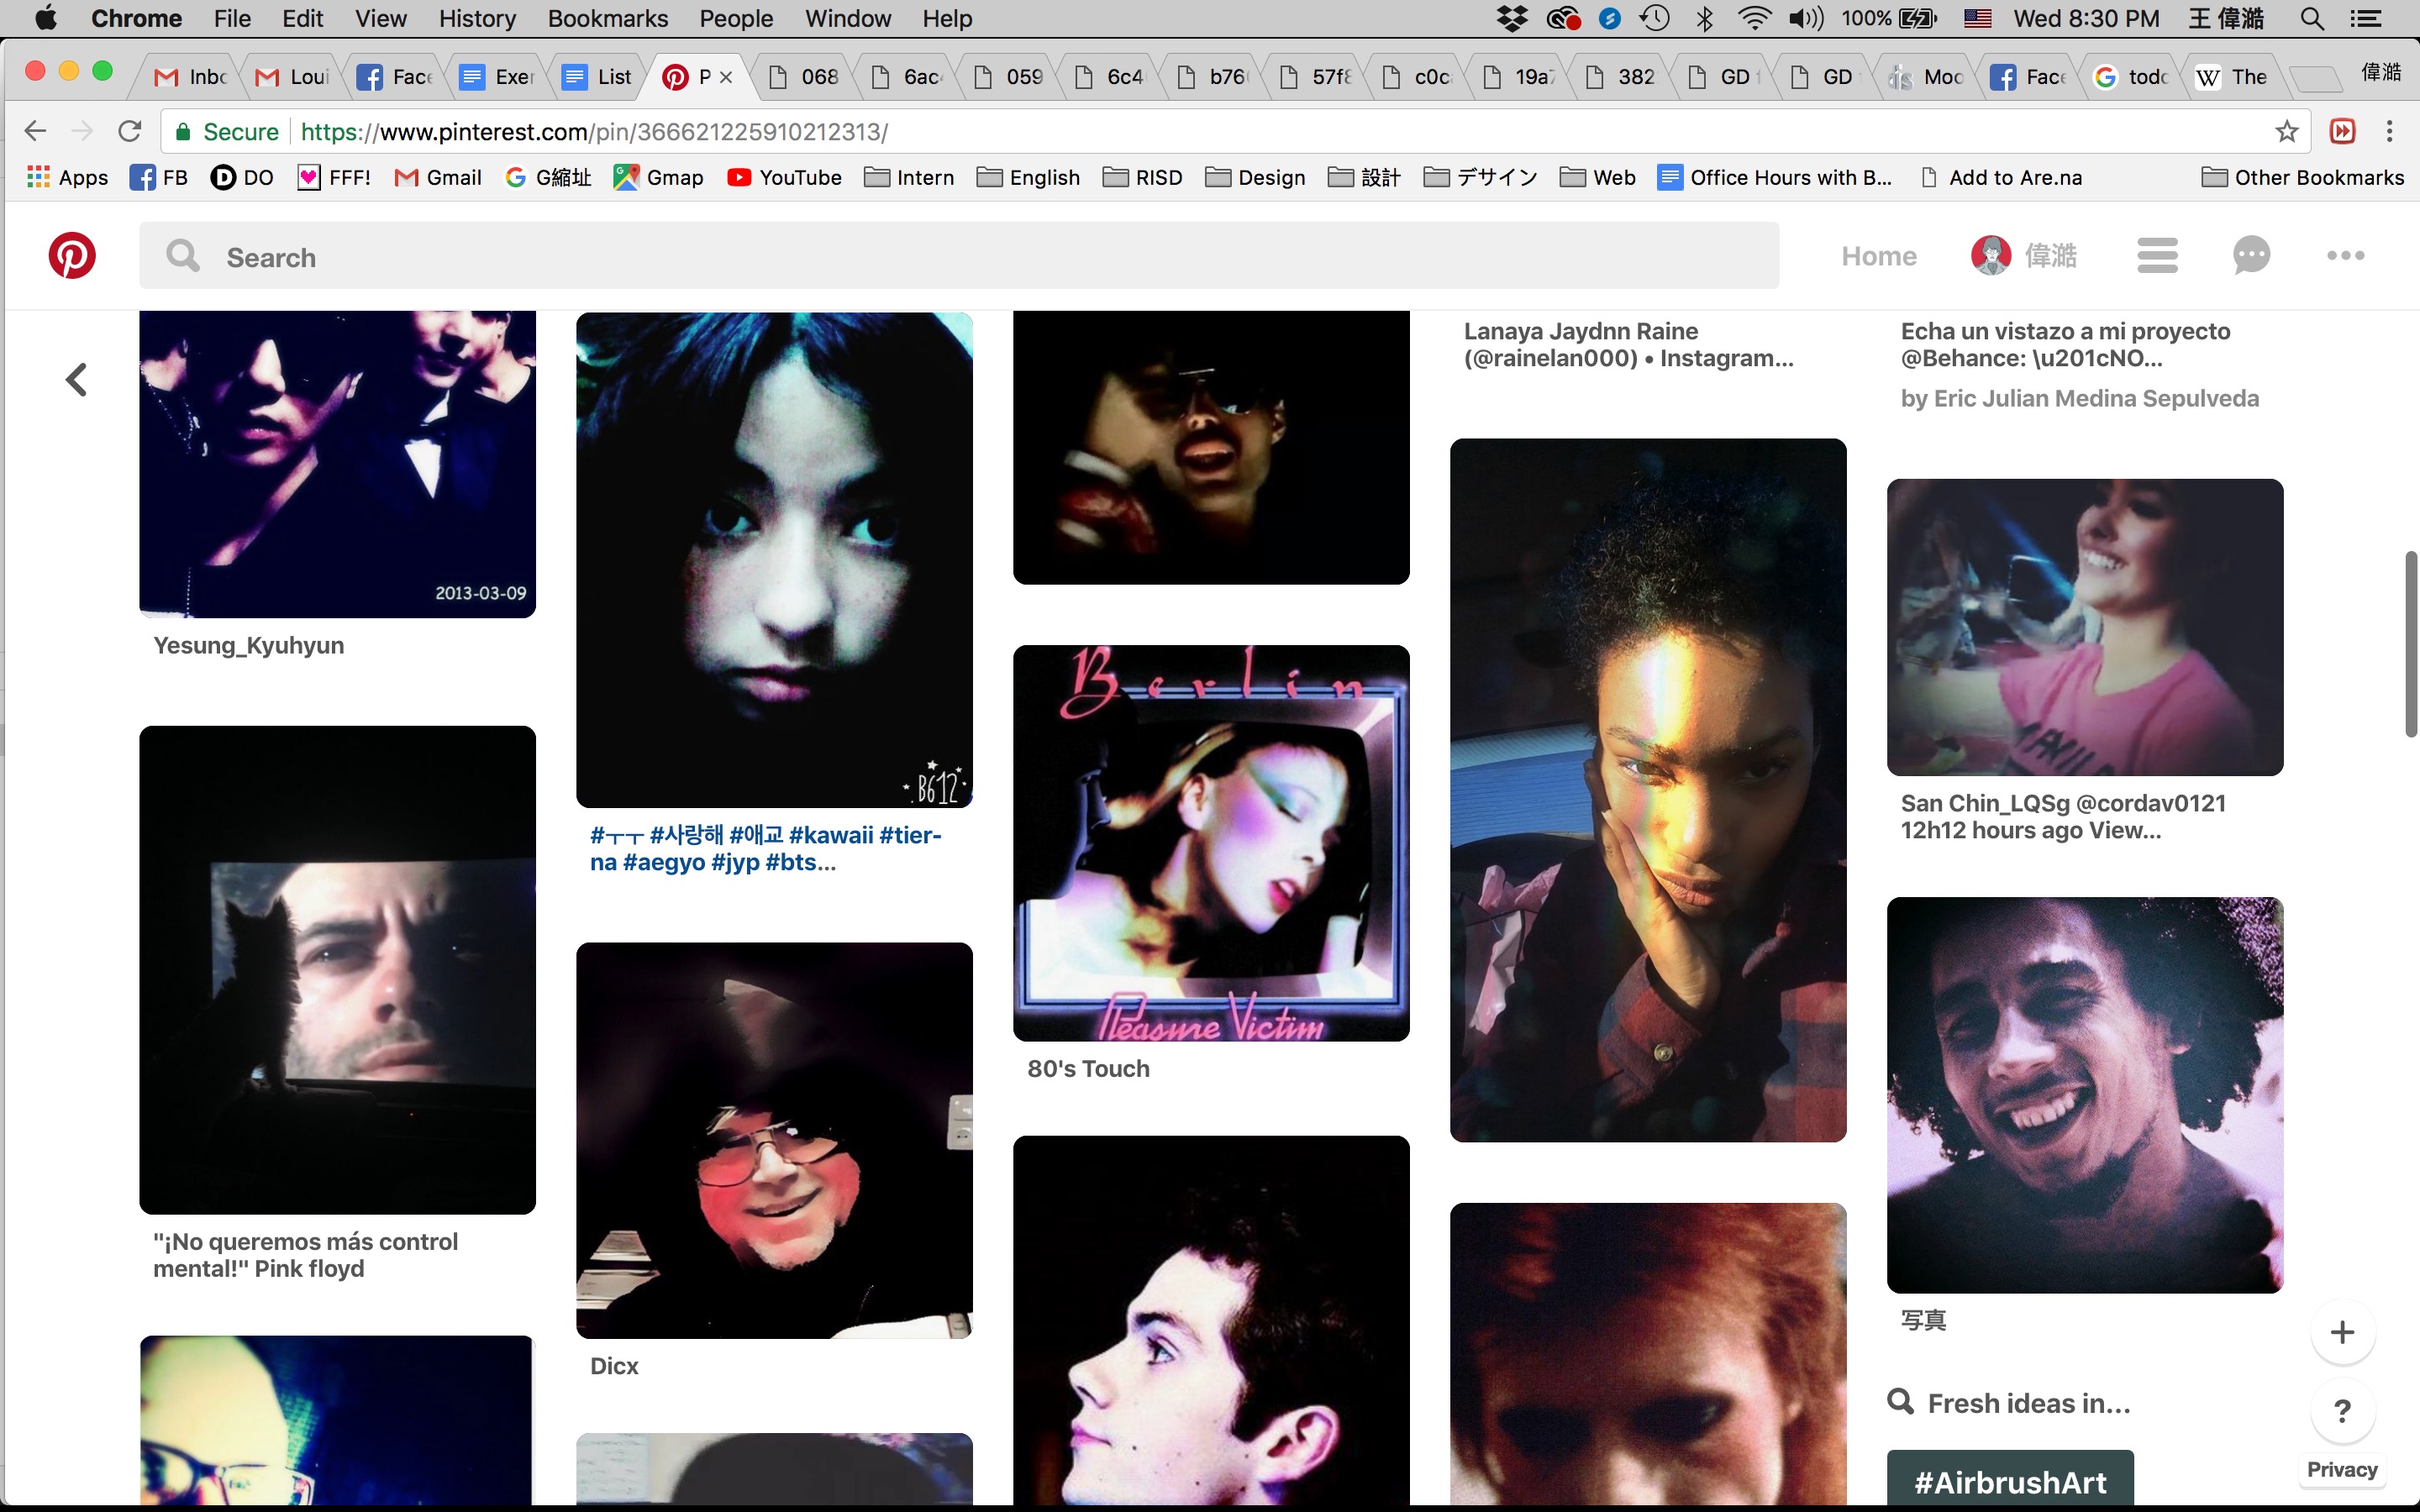 Chrome File Edit View History Bookmarks People Window Help 100% Wed 8:30 PM 王 偉澔
Inbc Loui Face Exer List P 068 6ac 059 6c4 b76 57f8 c0c 19a7 382 GD GD Moc Face todo The 偉澔
Secure https://www.pinterest.com/pin/366621225910212313/
Apps FB DO FFF! Gmail G縮址 Gmap YouTube Intern English RISD Design 設計 デサイン Web Office Hours with B... Add to Are.na Other Bookmarks
Search Home 偉澔
2013-03-09
Yesung_Kyuhyun
"¡No queremos más control
mental!" Pink floyd
B612
#ㅜㅜ #사랑해 #애교 #kawaii #tier-
na #aegyo #jyp #bts...
Dicx
Berlin
Pleasure Victim
80's Touch
Lanaya Jaydnn Raine
(@rainelan000) • Instagram...
Echa un vistazo a mi proyecto
@Behance: \u201cNO...
by Eric Julian Medina Sepulveda
San Chin_LQSg @cordav0121
12h12 hours ago View...
写真
Fresh ideas in...
#AirbrushArt
+
?
Privacy